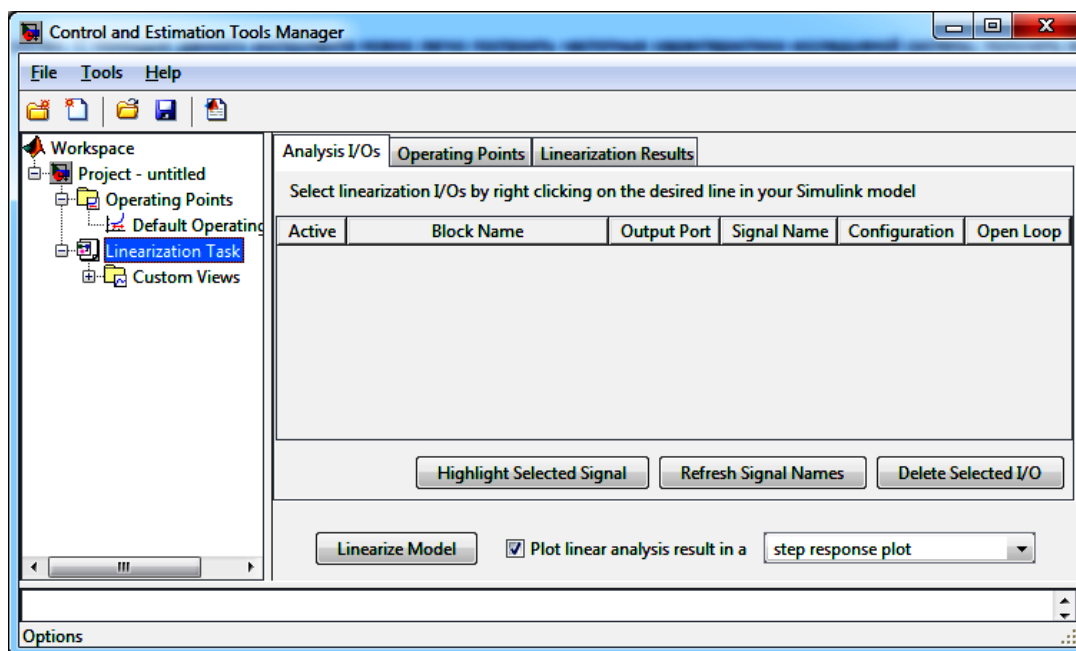 Control and Estimation Tools Manager
File Tools Help
Workspace
Project - untitled
Operating Points
Default Operating
Linearization Task
Custom Views
Analysis I/Os Operating Points Linearization Results
Select linearization I/Os by right clicking on the desired line in your Simulink model
Active Block Name Output Port Signal Name Configuration Open Loop
Highlight Selected Signal Refresh Signal Names Delete Selected I/O
Linearize Model Plot linear analysis result in a step response plot
Options